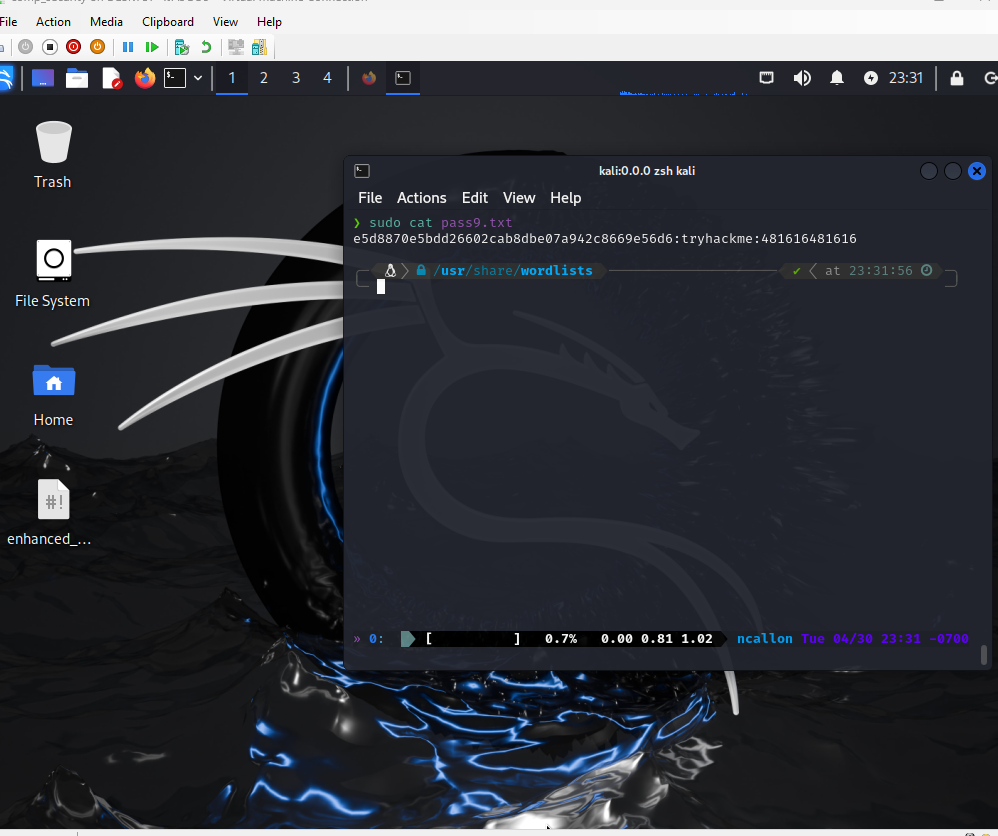 File Action Media Clipboard View Help
1 2 3 4 23:31
Trash
File System
Home
enhanced_...
kali:0.0.0 zsh kali
File Actions Edit View Help
❯ sudo cat pass9.txt
e5d8870e5bdd26602cab8dbe07a942c8669e56d6:tryhackme:481616481616
/usr/share/wordlists ✔ at 23:31:56
» 0: [ ] 0.7% 0.00 0.81 1.02 ncallon Tue 04/30 23:31 -0700